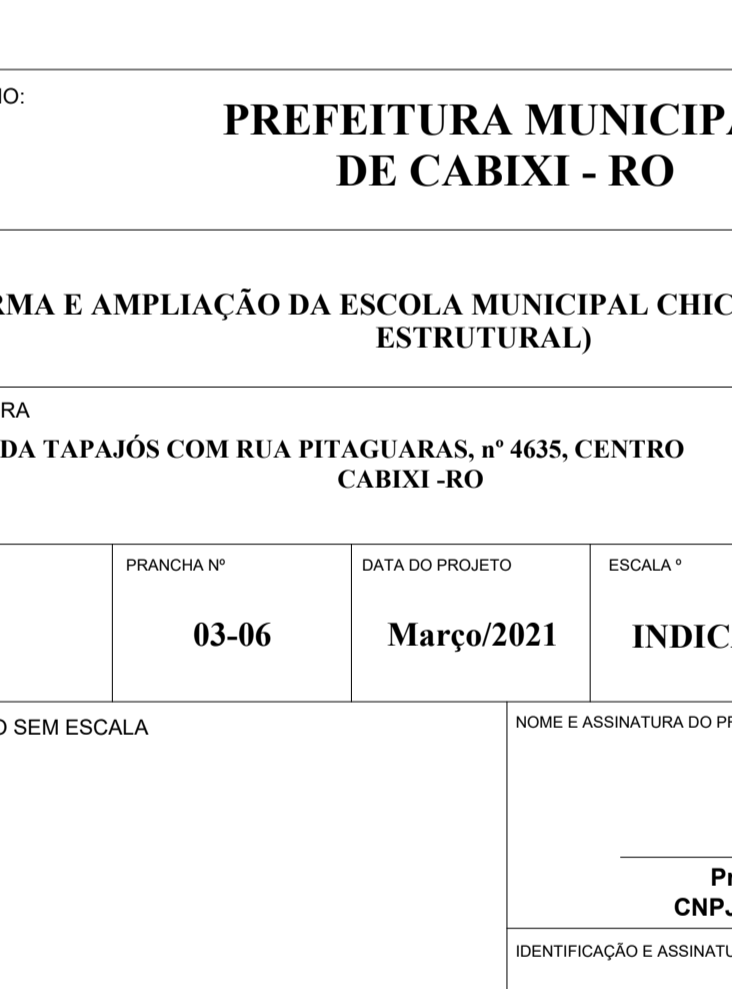 IO:
PREFEITURA MUNICIPA
DE CABIXI - RO
RMA E AMPLIAÇÃO DA ESCOLA MUNICIPAL CHIC
ESTRUTURAL)
RA
DA TAPAJÓS COM RUA PITAGUARAS, nº 4635, CENTRO
CABIXI -RO
PRANCHA Nº
DATA DO PROJETO
ESCALA º
03-06
Março/2021
INDICA
O SEM ESCALA
NOME E ASSINATURA DO PR
Pr
CNPJ
IDENTIFICAÇÃO E ASSINATU